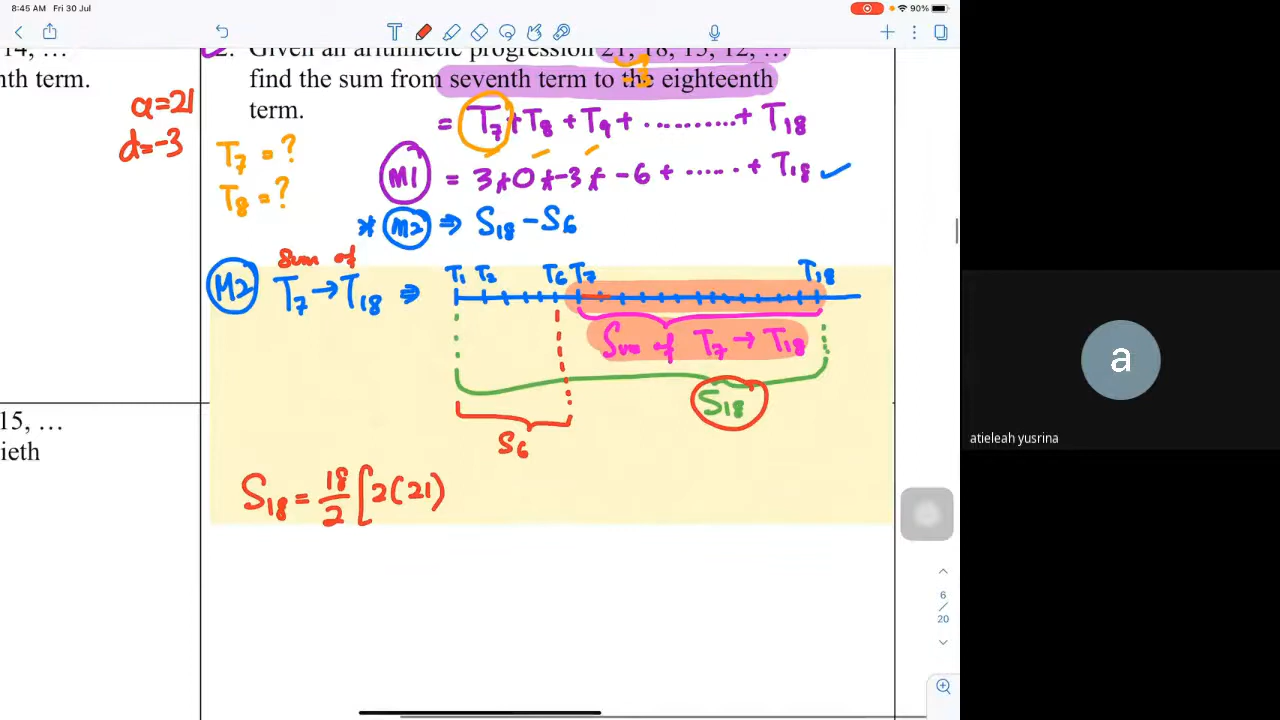 8:45 AM Fri 30 Jul
90%
14, …
nth term.
2. Given an arithmetic progression 21, 18, 15, 12, …
find the sum from seventh term to the eighteenth
term.
-3
a=21
d=-3
= T7 + T8 + T9 + ........... + T18
T7 = ?
T8 = ?
M1 = 3 + 0 + -3 + -6 + ...... + T18 ✓
* M2 ⇒ S18 - S6
M2 Sum of
T7 → T18 ⇒
T1 T2 T6 T7 T18
Sum of T7 → T18
S18
S6
15, …
ieth
S18 = 18/2 [2(21)
a
atieleah yusrina
6
/
20